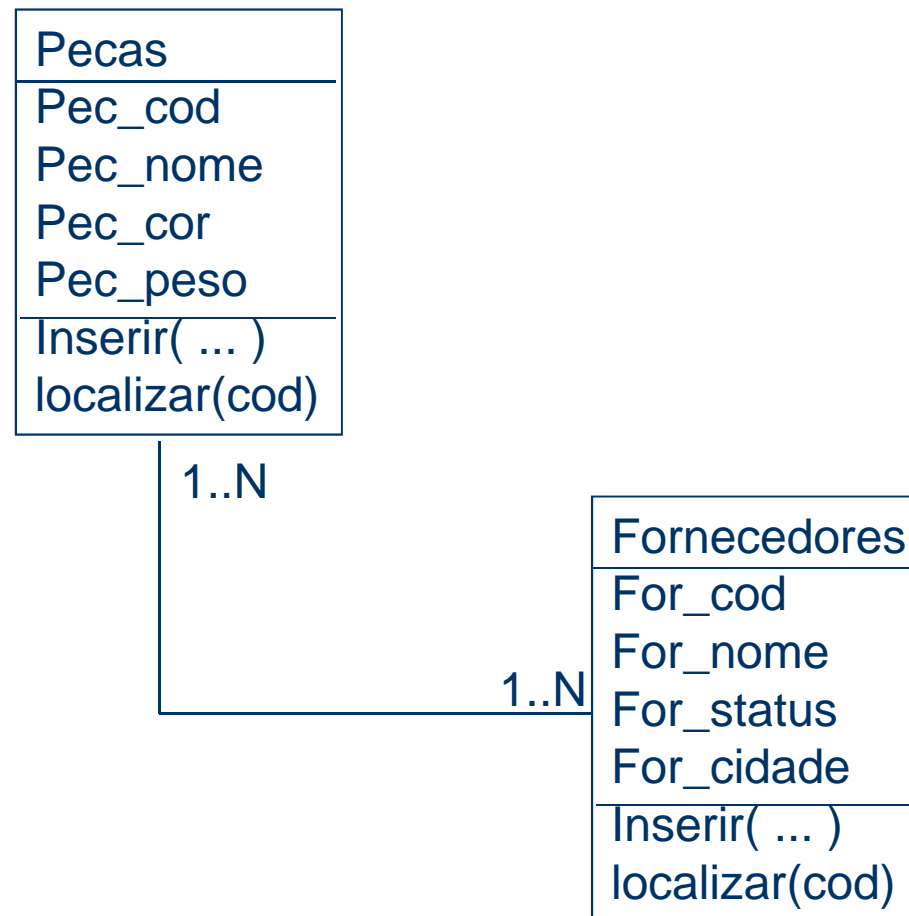 Pecas
Pec_cod
Pec_nome
Pec_cor
Pec_peso
Inserir( ... )
localizar(cod)
1..N
1..N
Fornecedores
For_cod
For_nome
For_status
For_cidade
Inserir( ... )
localizar(cod)